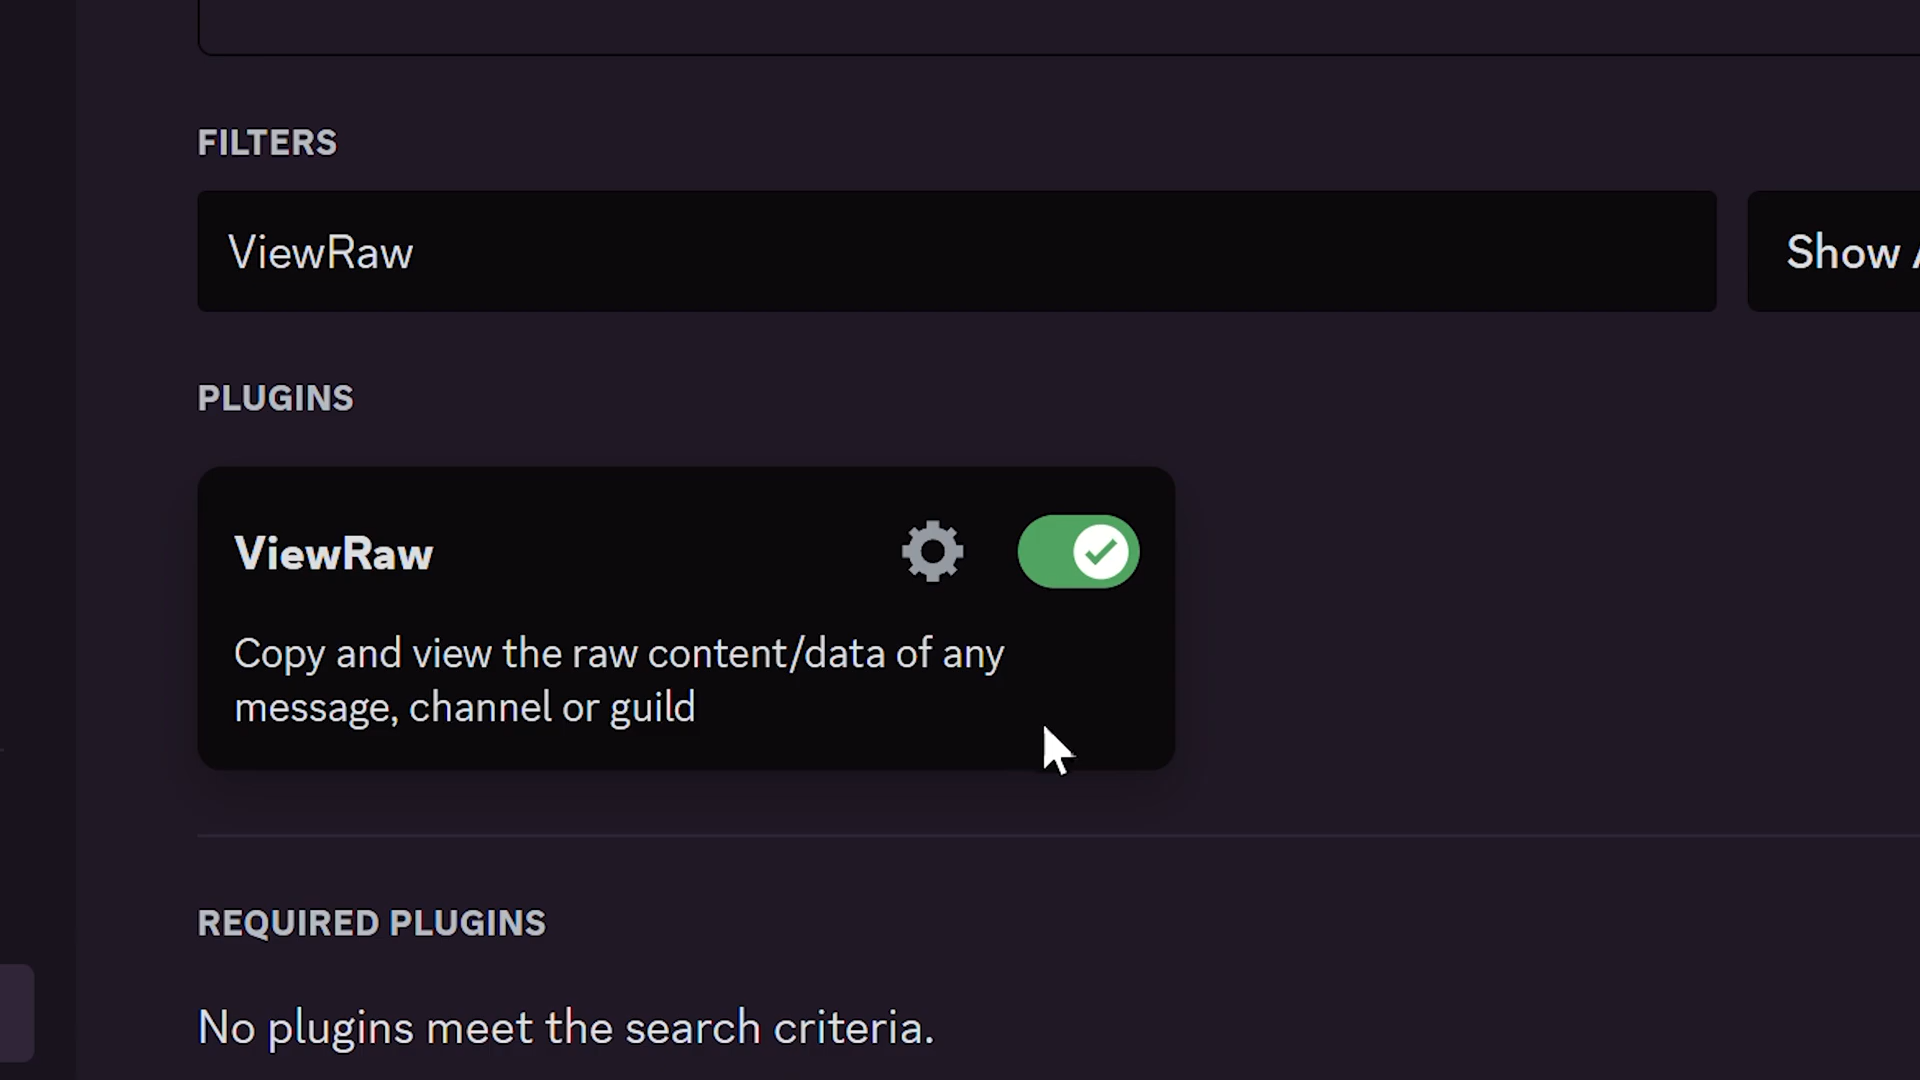 FILTERS
ViewRaw
Show
PLUGINS
ViewRaw
Copy and view the raw content/data of any
message, channel or guild
REQUIRED PLUGINS
No plugins meet the search criteria.